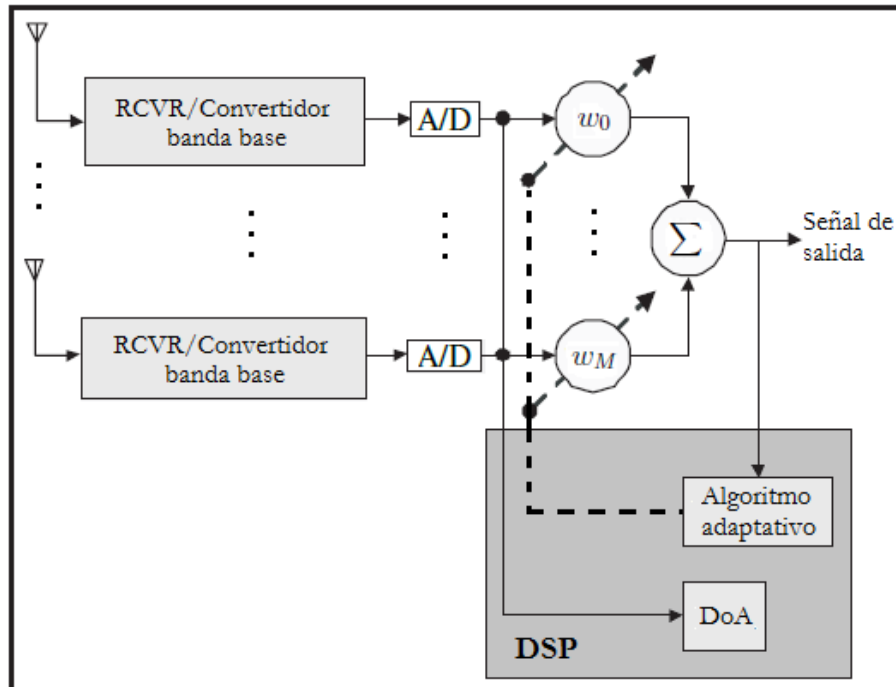 RCVR/Convertidor
banda base
A/D
w0
Σ
Señal de
salida
RCVR/Convertidor
banda base
A/D
wM
Algoritmo
adaptativo
DoA
DSP